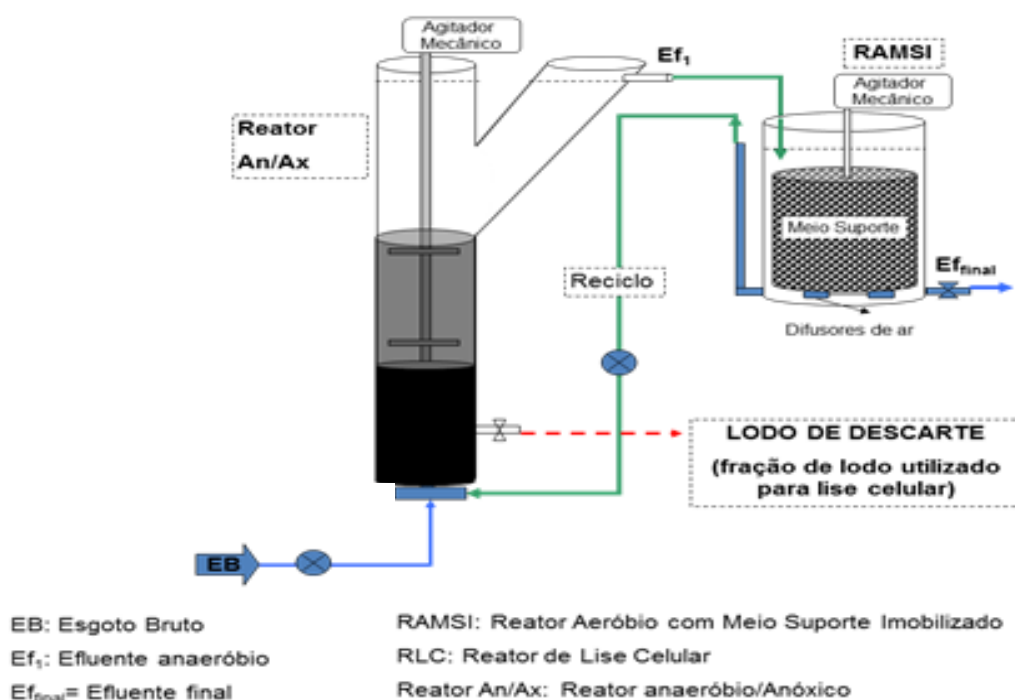 Agitador
Mecânico
Ef₁
RAMSI
Agitador
Mecânico
Reator
An/Ax
Meio Suporte
Ef_final
Reciclo
Difusores de ar
LODO DE DESCARTE
(fração de lodo utilizado
para lise celular)
EB
EB: Esgoto Bruto
Ef₁: Efluente anaeróbio
Ef_final= Efluente final
RAMSI: Reator Aeróbio com Meio Suporte Imobilizado
RLC: Reator de Lise Celular
Reator An/Ax: Reator anaeróbio/Anóxico